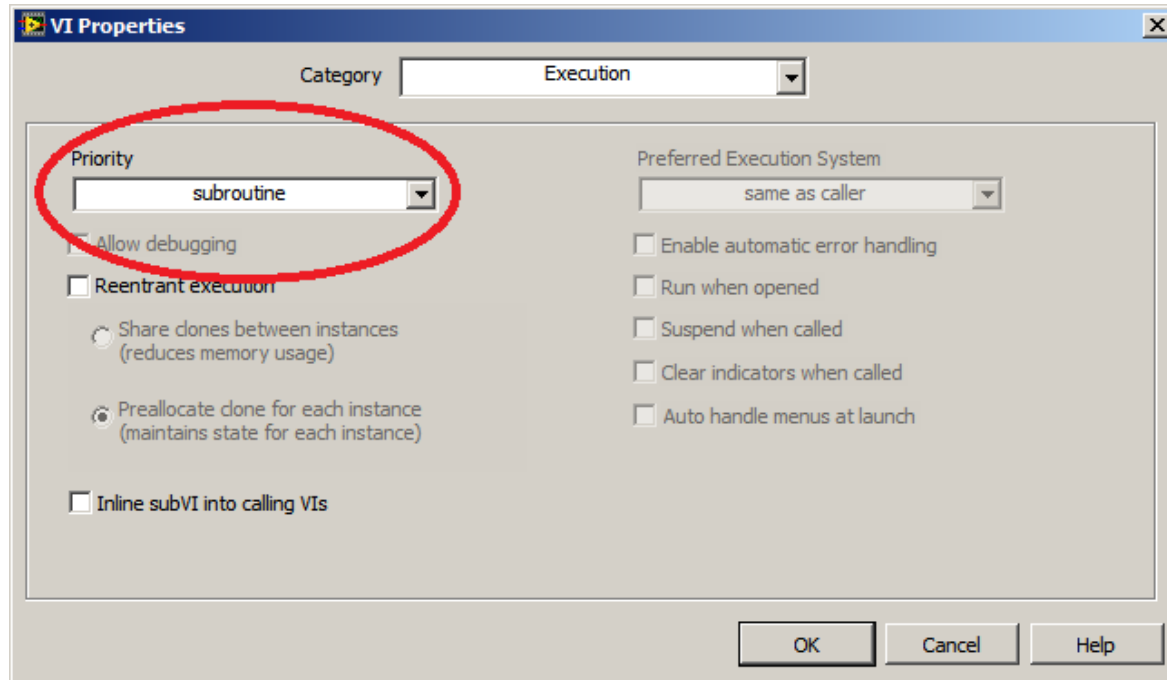 VI Properties
Category
Execution
Priority
subroutine
Allow debugging
Reentrant execution
Share clones between instances
(reduces memory usage)
Preallocate clone for each instance
(maintains state for each instance)
Inline subVI into calling VIs
Preferred Execution System
same as caller
Enable automatic error handling
Run when opened
Suspend when called
Clear indicators when called
Auto handle menus at launch
OK
Cancel
Help